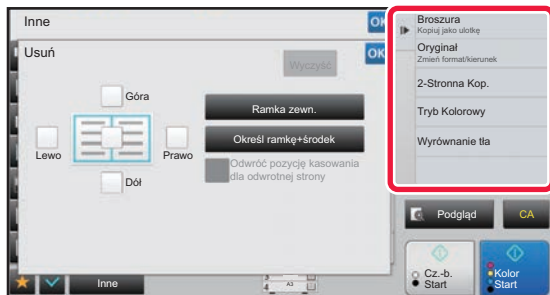 Inne
OK
Usuń
OK
Wyczyść
Góra
Lewo
Prawo
Dół
Ramka zewn.
Określ ramkę+środek
Odwróć pozycję kasowania
dla odwrotnej strony
Broszura
Kopiuj jako ulotkę
Oryginał
Zmień format/kierunek
2-Stronna Kop.
Tryb Kolorowy
Wyrównanie tła
Podgląd
CA
Cz.-b.
Start
Kolor
Start
Inne
3
4
A3